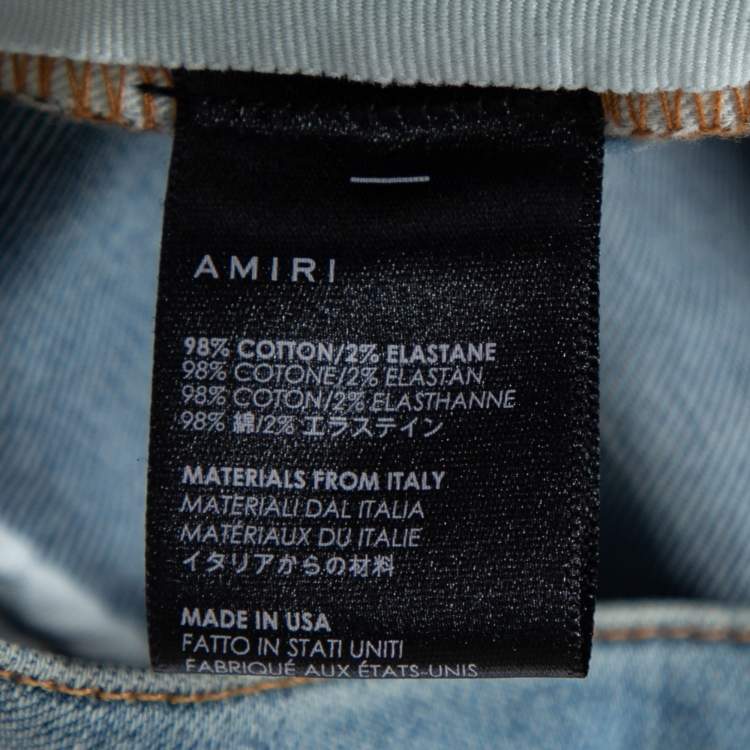 AMIRI
98% COTTON/2% ELASTANE
98% COTONE/2% ELASTAN
98% COTON/2% ELASTHANNE
98% 綿/2% エラステイン
MATERIALS FROM ITALY
MATERIALI DAL ITALIA
MATÉRIAUX DU ITALIE
イタリアからの材料
MADE IN USA
FATTO IN STATI UNITI
FABRIQUÉ AUX ÉTATS-UNIS